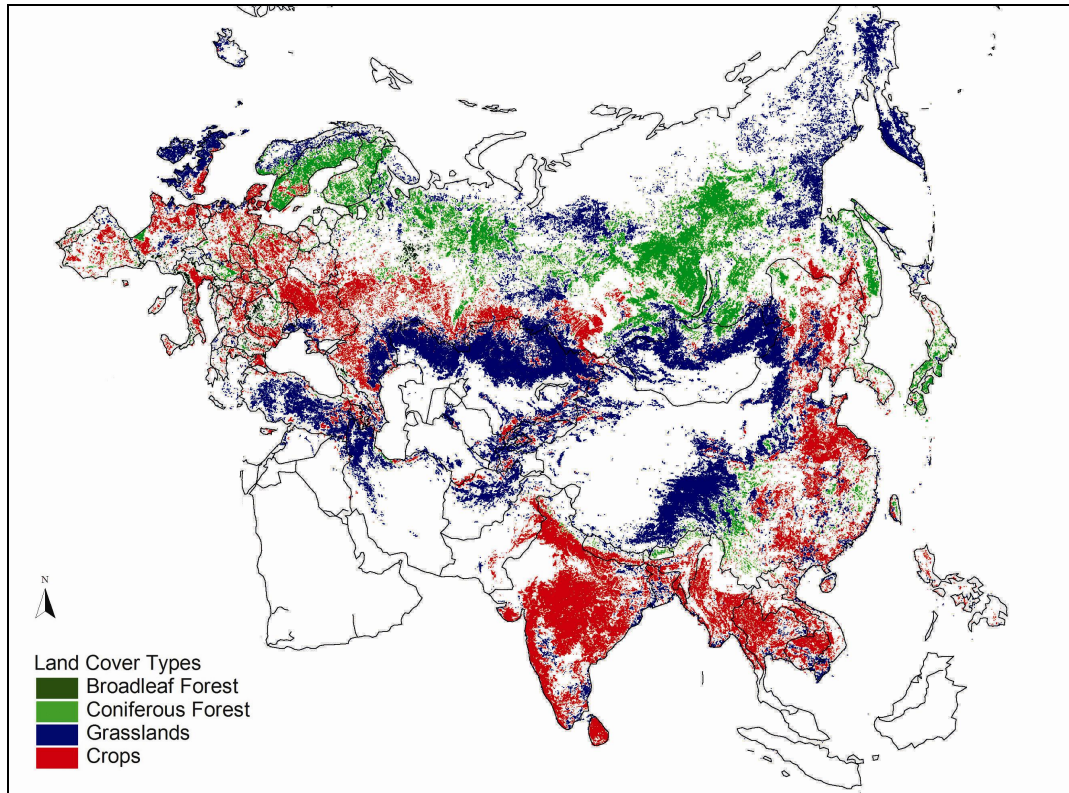 N
Land Cover Types
Broadleaf Forest
Coniferous Forest
Grasslands
Crops